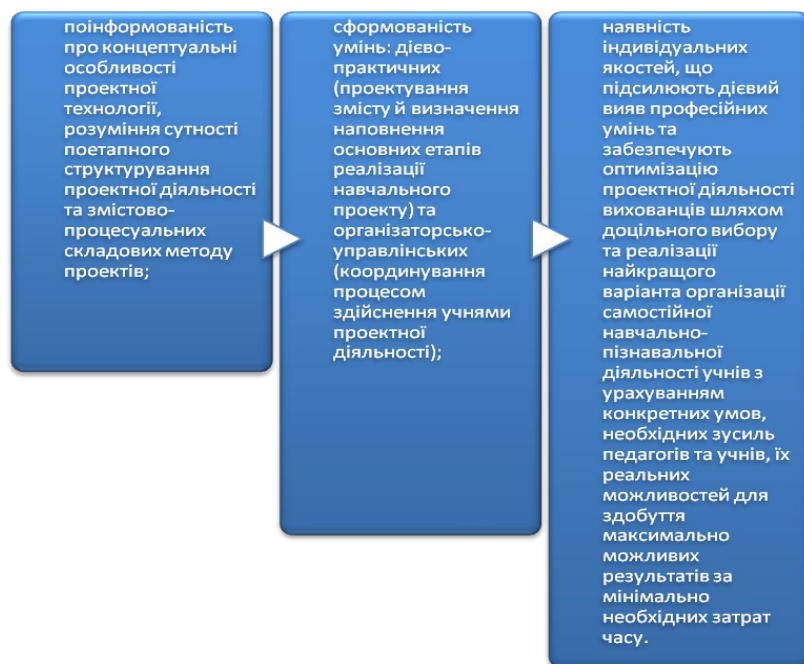 поінформованість
про концептуальні
особливості
проектної
технології,
розуміння сутності
поетапного
структурування
проектної діяльності
та змістово-
процесуальних
складових методу
проектів;
сформованість
умінь: дієво-
практичних
(проектування
змісту й визначення
наповнення
основних етапів
реалізації
навчального
проекту) та
організаторсько-
управлінських
(координування
процесом
здійснення учнями
проектної
діяльності);
наявність
індивідуальних
якостей, що
підсилюють дієвий
вияв професійних
умінь та
забезпечують
оптимізацію
проектної діяльності
вихованців шляхом
доцільного вибору
та реалізації
найкращого
варіанта організації
самостійної
навчально-
пізнавальної
діяльності учнів з
урахуванням
конкретних умов,
необхідних зусиль
педагогів та учнів, їх
реальних
можливостей для
здобуття
максимально
можливих
результатів за
мінімально
необхідних затрат
часу.